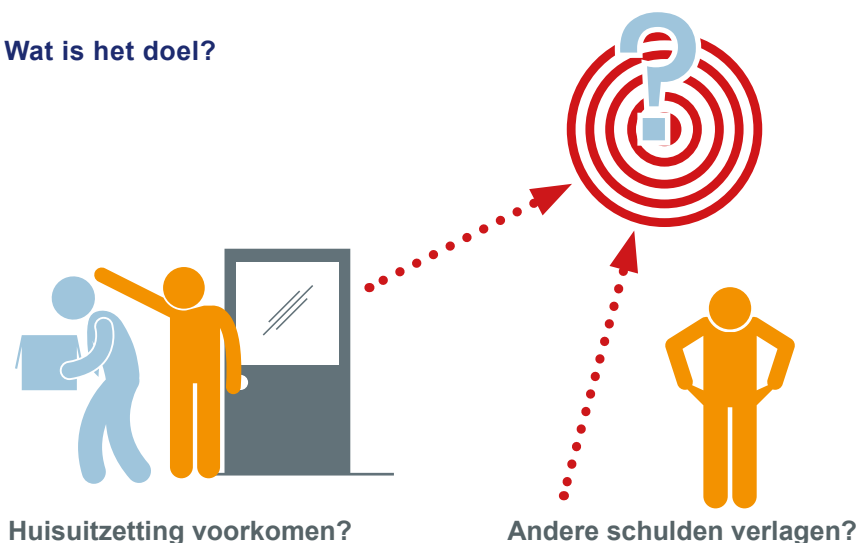 Wat is het doel?
?
Huisuitzetting voorkomen?
Andere schulden verlagen?